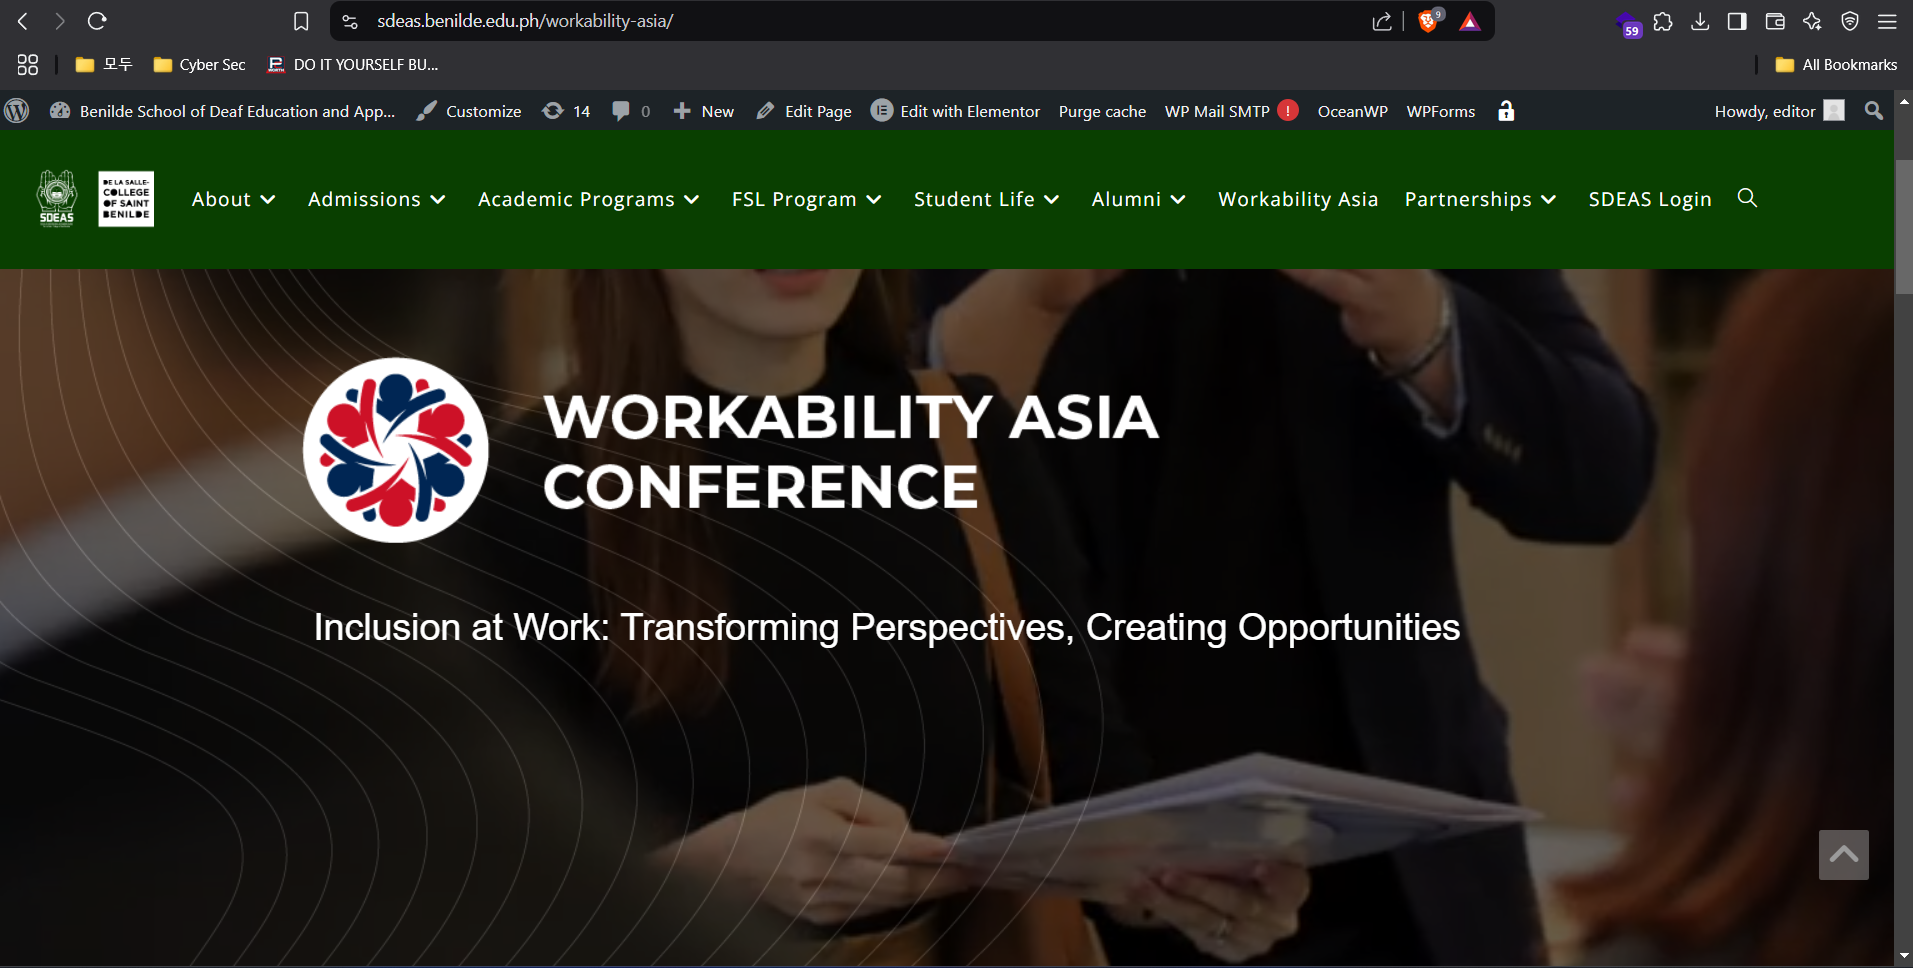 sdeas.benilde.edu.ph/workability-asia/
9
59
모두
Cyber Sec
DO IT YOURSELF BU...
All Bookmarks
Benilde School of Deaf Education and App...
Customize
14
0
New
Edit Page
Edit with Elementor
Purge cache
WP Mail SMTP !
OceanWP
WPForms
Howdy, editor
SDEAS
DE LA SALLE-
COLLEGE
OF SAINT
BENILDE
About
Admissions
Academic Programs
FSL Program
Student Life
Alumni
Workability Asia
Partnerships
SDEAS Login
WORKABILITY ASIA
CONFERENCE
Inclusion at Work: Transforming Perspectives, Creating Opportunities